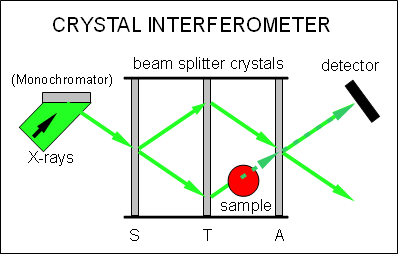 CRYSTAL INTERFEROMETER
beam splitter crystals
detector
(Monochromator)
X-rays
sample
S T A